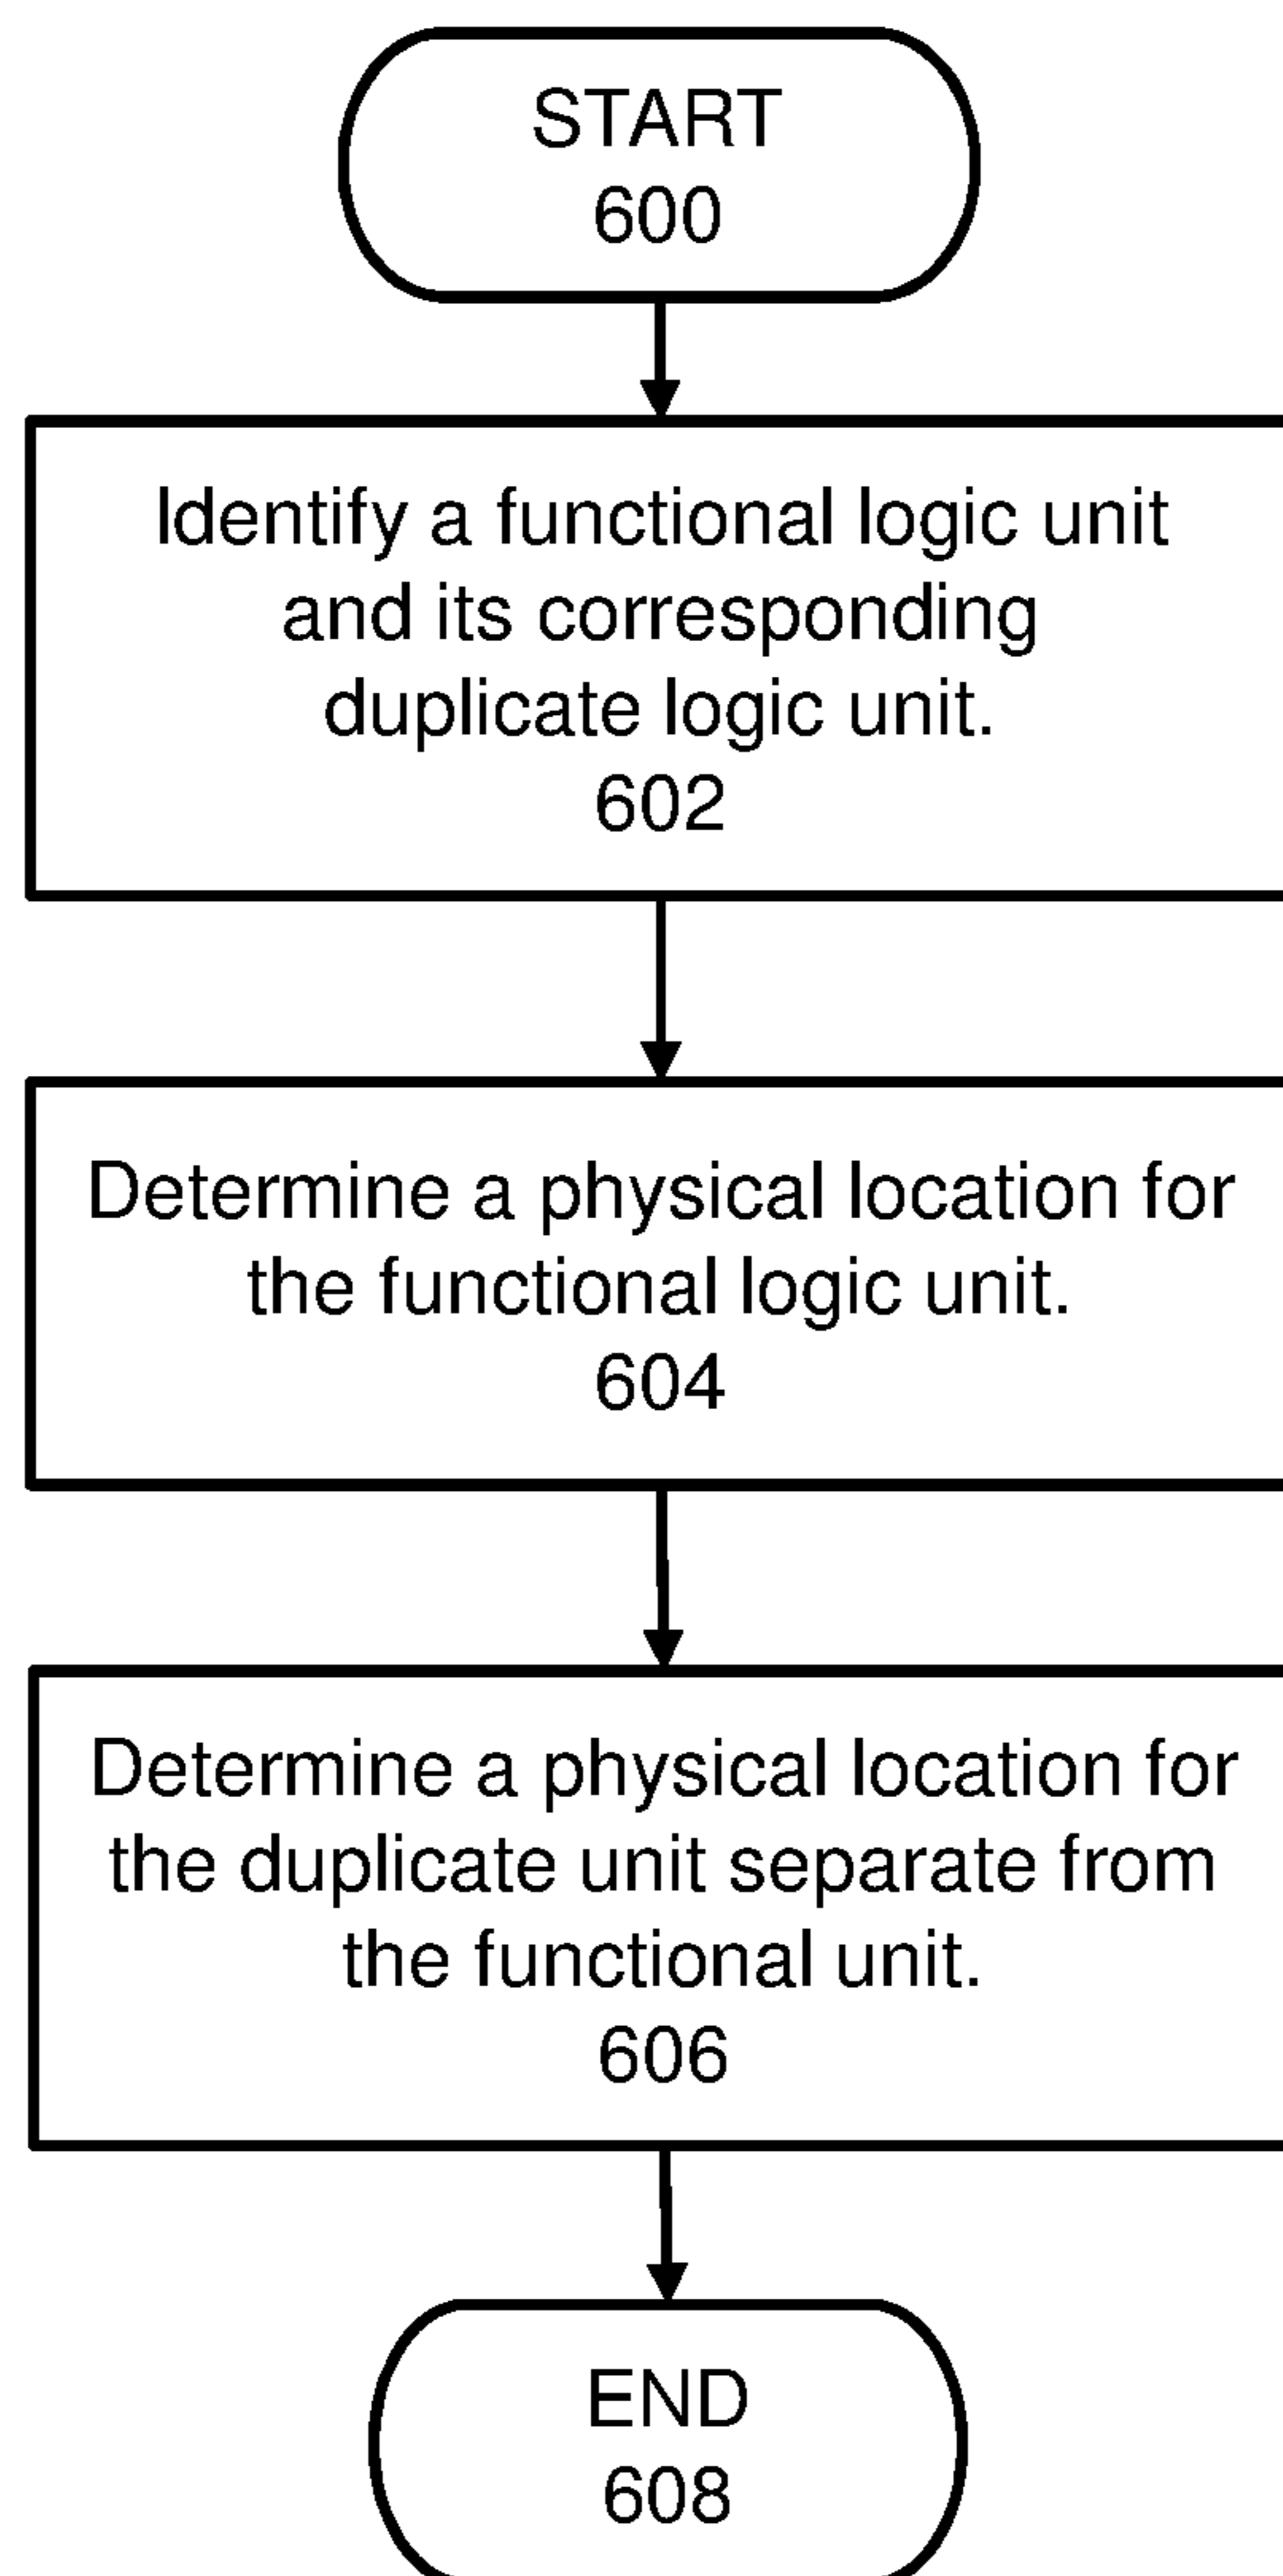 START
600
Identify a functional logic unit
and its corresponding
duplicate logic unit.
602
Determine a physical location for
the functional logic unit.
604
Determine a physical location for
the duplicate unit separate from
the functional unit.
606
END
608